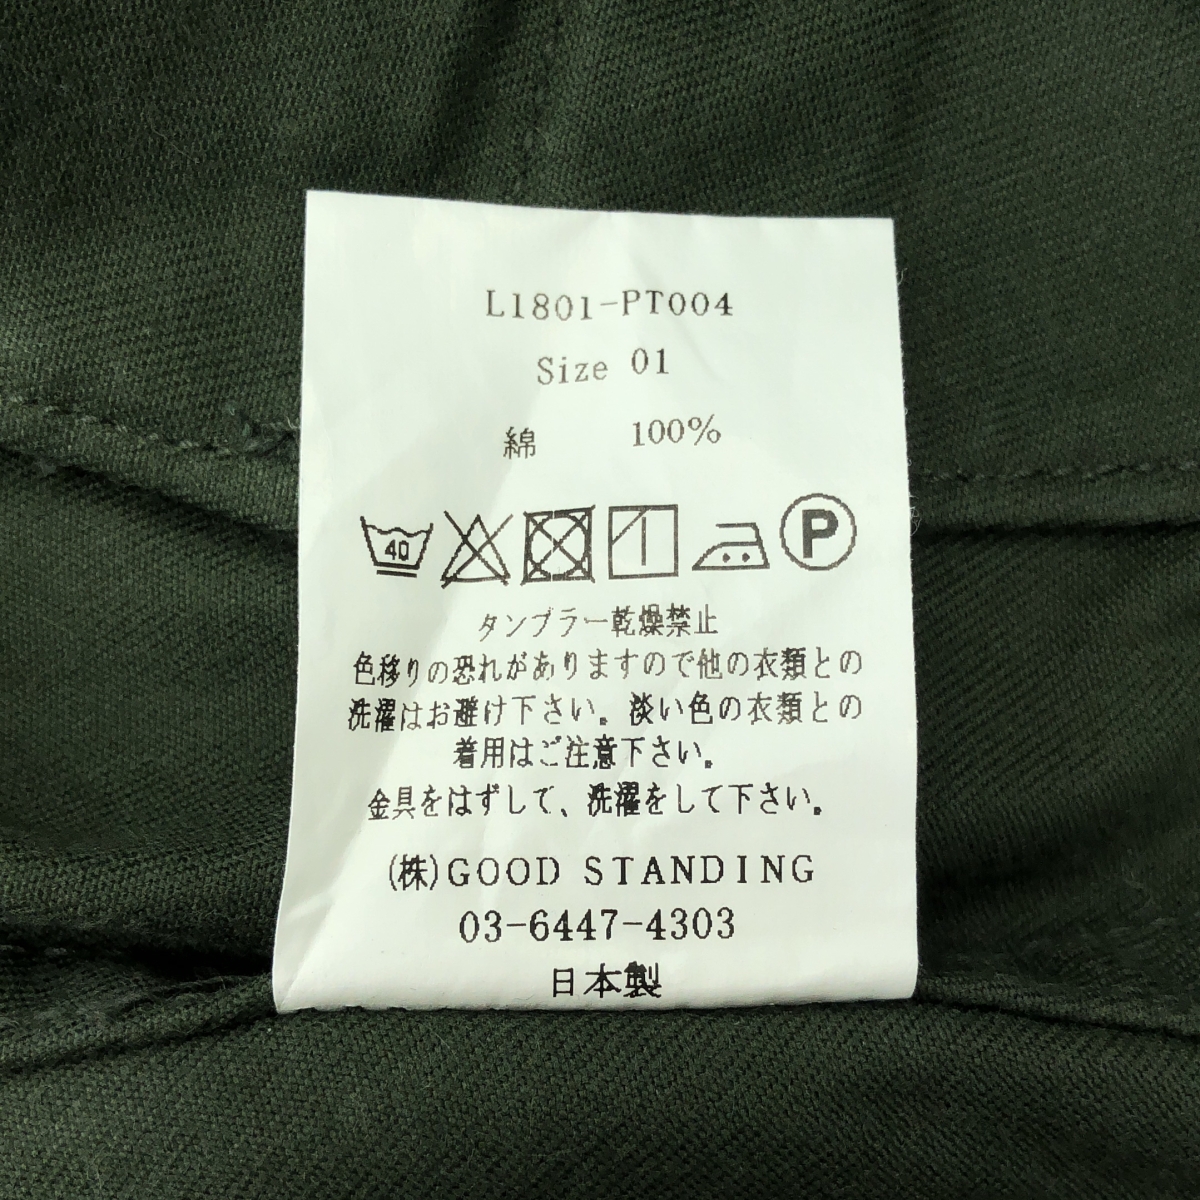 L1801-PT004
Size 01
綿 100%
40 P
タンブラー乾燥禁止
色移りの恐れがありますので他の衣類との
洗濯はお避け下さい。淡い色の衣類との
着用はご注意下さい。
金具をはずして、洗濯をして下さい。
(株)GOOD STANDING
03-6447-4303
日本製